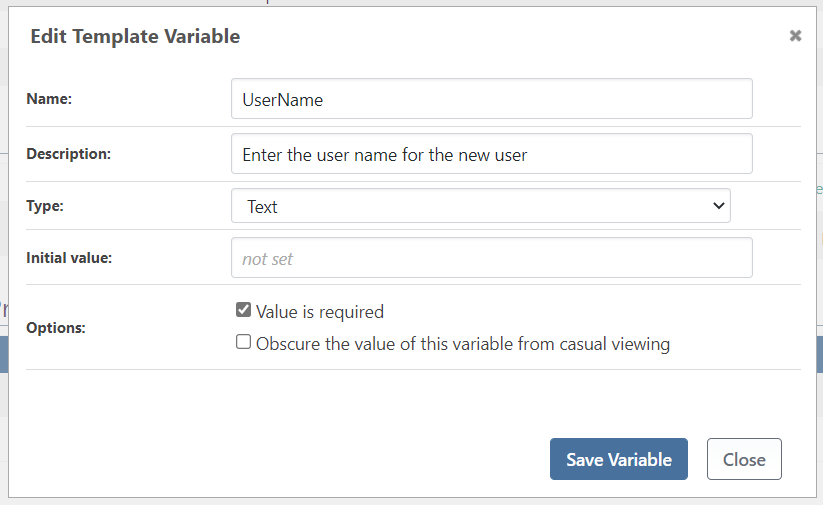 Edit Template Variable
Name:
UserName
Description:
Enter the user name for the new user
Type:
Text
Initial value:
not set
Options:
Value is required
Obscure the value of this variable from casual viewing
Save Variable
Close